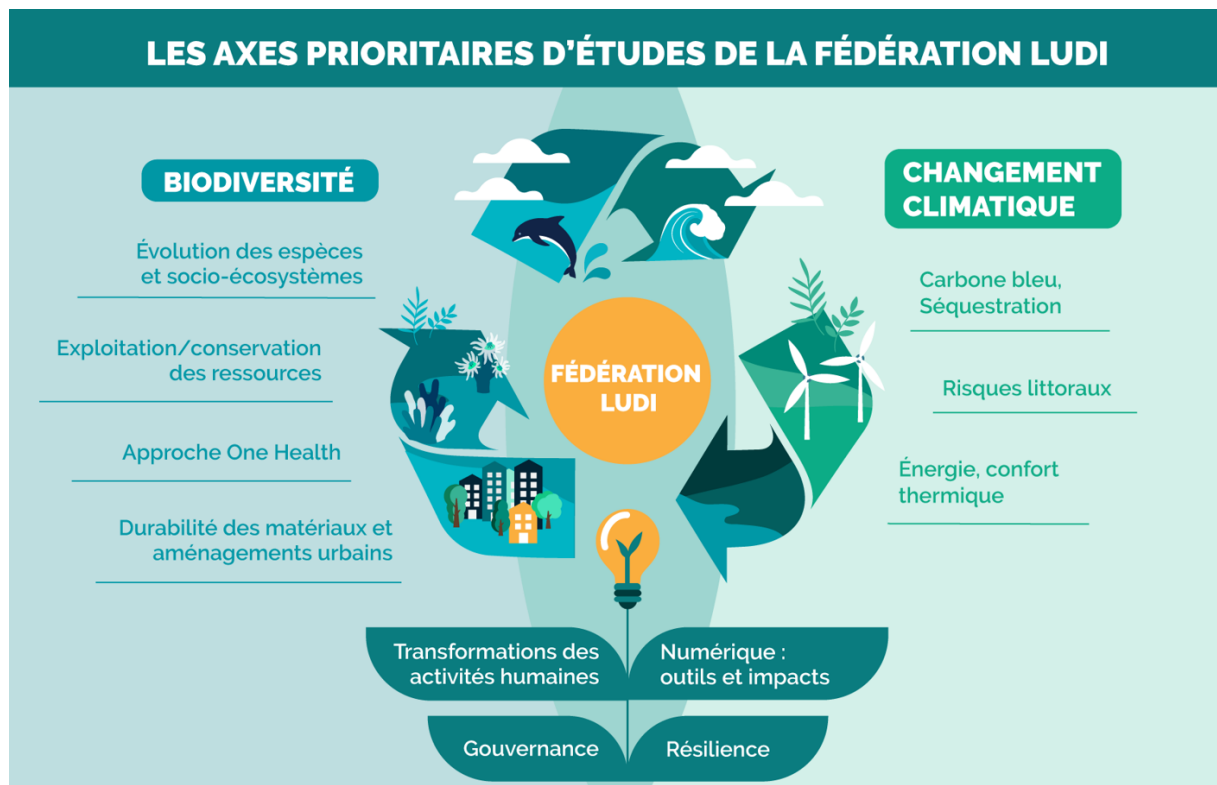 LES AXES PRIORITAIRES D'ÉTUDES DE LA FÉDÉRATION LUDI
BIODIVERSITÉ
Évolution des espèces
et socio-écosystèmes
Exploitation/conservation
des ressources
Approche One Health
Durabilité des matériaux et
aménagements urbains
FÉDÉRATION
LUDI
CHANGEMENT
CLIMATIQUE
Carbone bleu,
Séquestration
Risques littoraux
Énergie, confort
thermique
Transformations des
activités humaines
Numérique :
outils et impacts
Gouvernance
Résilience